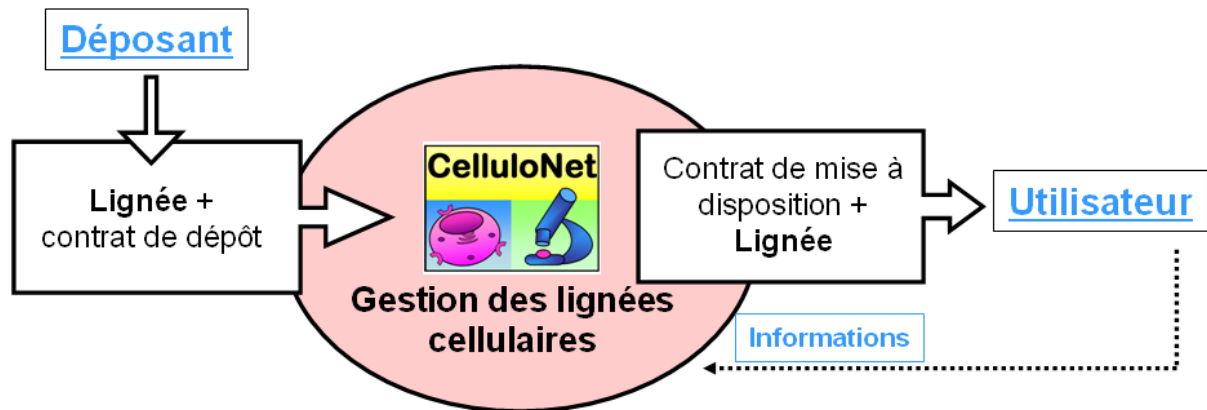 Déposant
Lignée +
contrat de dépôt
CelluloNet
Gestion des lignées
cellulaires
Contrat de mise à
disposition +
Lignée
Utilisateur
Informations